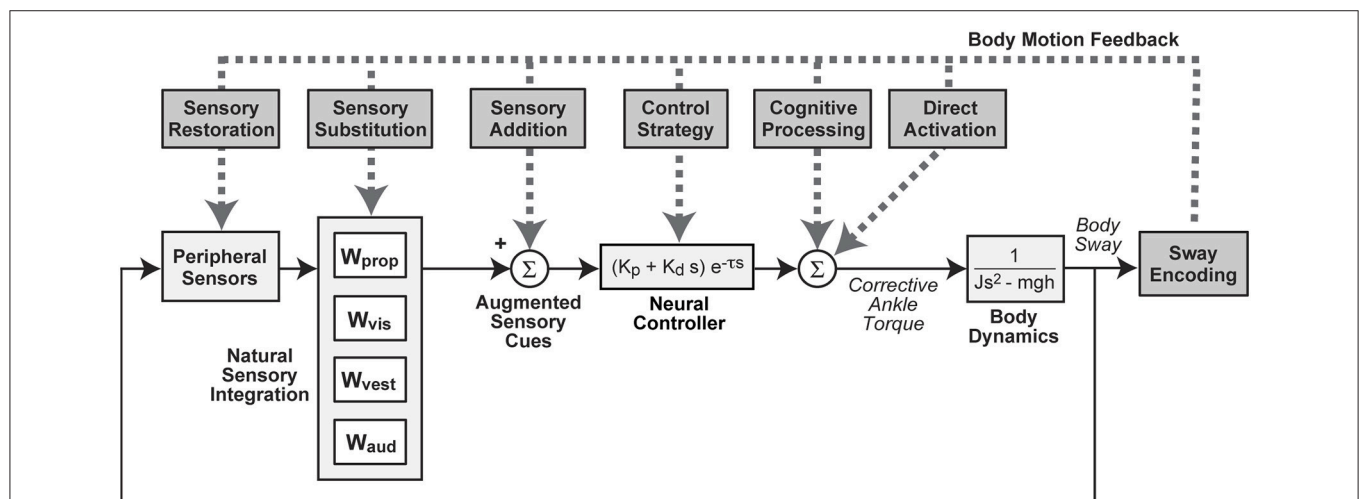 Body Motion Feedback
Sensory
Restoration
Sensory
Substitution
Sensory
Addition
Control
Strategy
Cognitive
Processing
Direct
Activation
Peripheral
Sensors
Wprop
Wvis
Wvest
Waud
Natural
Sensory
Integration
+
Σ
Augmented
Sensory
Cues
(Kp + Kd s) e-τs
Neural
Controller
Σ
Corrective
Ankle
Torque
1
Js² - mgh
Body
Dynamics
Body
Sway
Sway
Encoding